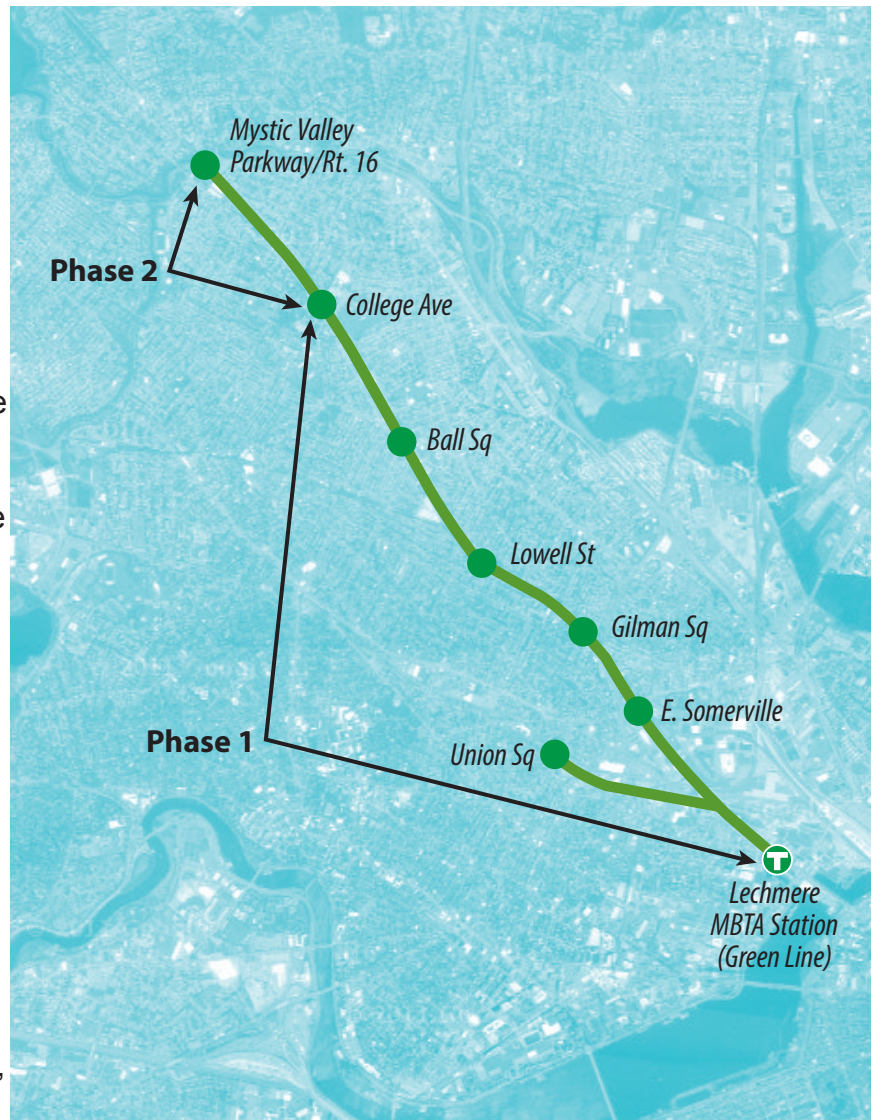 Mystic Valley
Parkway/Rt. 16
Phase 2
College Ave
e
Ball Sq
e
Lowell St
Gilman Sq
E. Somerville
Phase 1
Union Sq
T
Lechmere
MBTA Station
(Green Line)
,